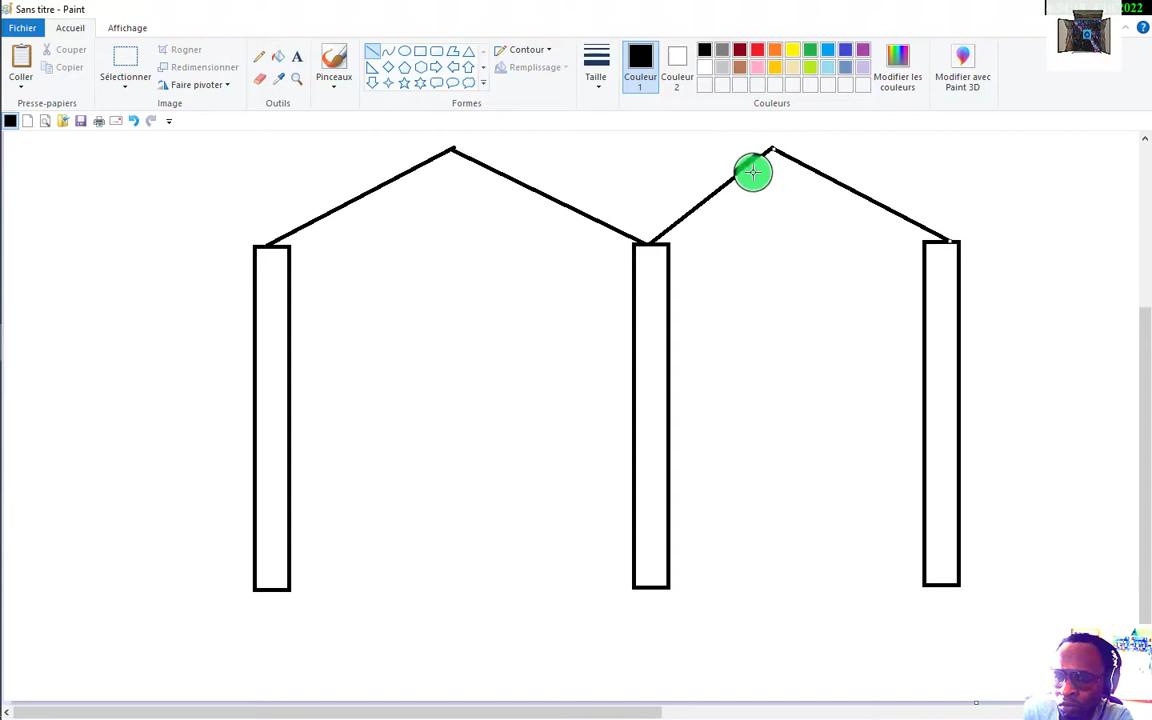 Sans titre - Paint
2022
Fichier
Accueil
Affichage
Coller
Couper
Copier
Presse-papiers
Sélectionner
Rogner
Redimensionner
Faire pivoter
Image
A
Outils
Pinceaux
Contour
Remplissage
Formes
Taille
Couleur 1
Couleur 2
Modifier les couleurs
Couleurs
Modifier avec Paint 3D